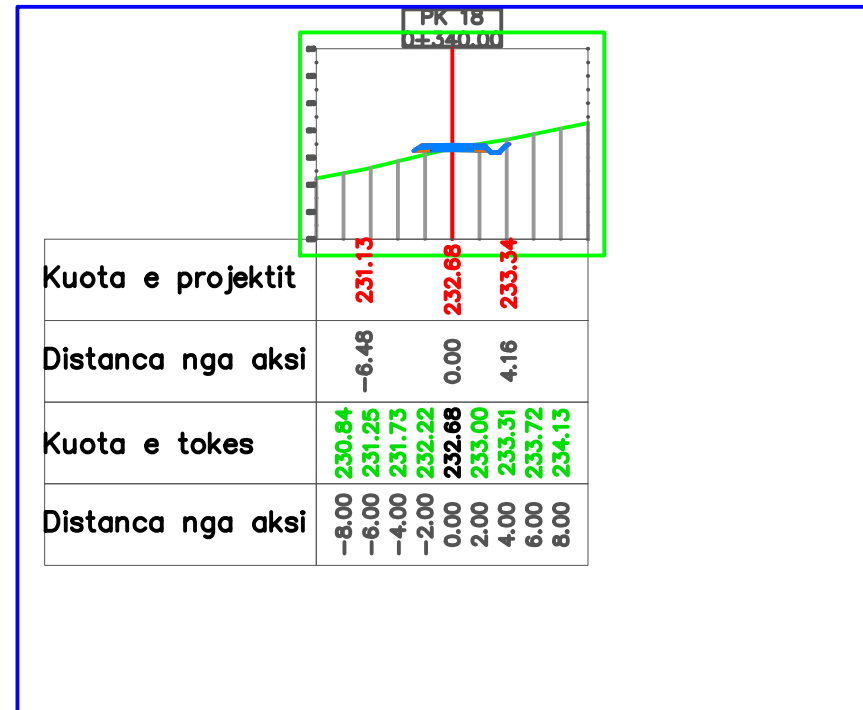 PK 18
0+340.00
Kuota e projektit 231.13 232.68 233.34
Distanca nga aksi -6.48 0.00 4.16
Kuota e tokes 230.84 231.25 231.73 232.22 232.68 233.00 233.31 233.72 234.13
Distanca nga aksi -8.00 -6.00 -4.00 -2.00 0.00 2.00 4.00 6.00 8.00